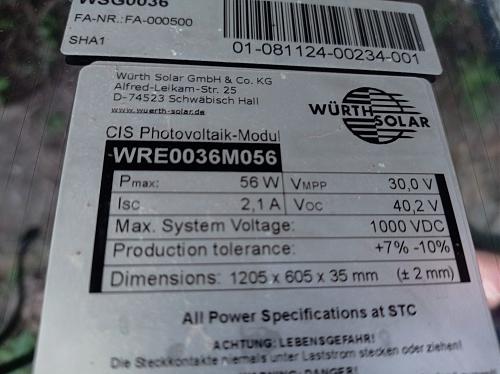 WSG0036
FA-NR.:FA-000500
SHA1
01-081124-00234-001
Würth Solar GmbH & Co. KG
Alfred-Leikam-Str. 25
D-74523 Schwäbisch Hall
www.wuerth-solar.de
WÜRTH
SOLAR
CIS Photovoltaik-Modul
WRE0036M056
Pmax: 56 W VMPP 30,0 V
Isc 2,1 A Voc 40,2 V
Max. System Voltage: 1000 VDC
Production tolerance: +7% -10%
Dimensions: 1205 x 605 x 35 mm (± 2 mm)
All Power Specifications at STC
ACHTUNG: LEBENSGEFAHR!
Die Steckkontakte niemals unter Laststrom stecken oder ziehen!
WARNING: DANGER!